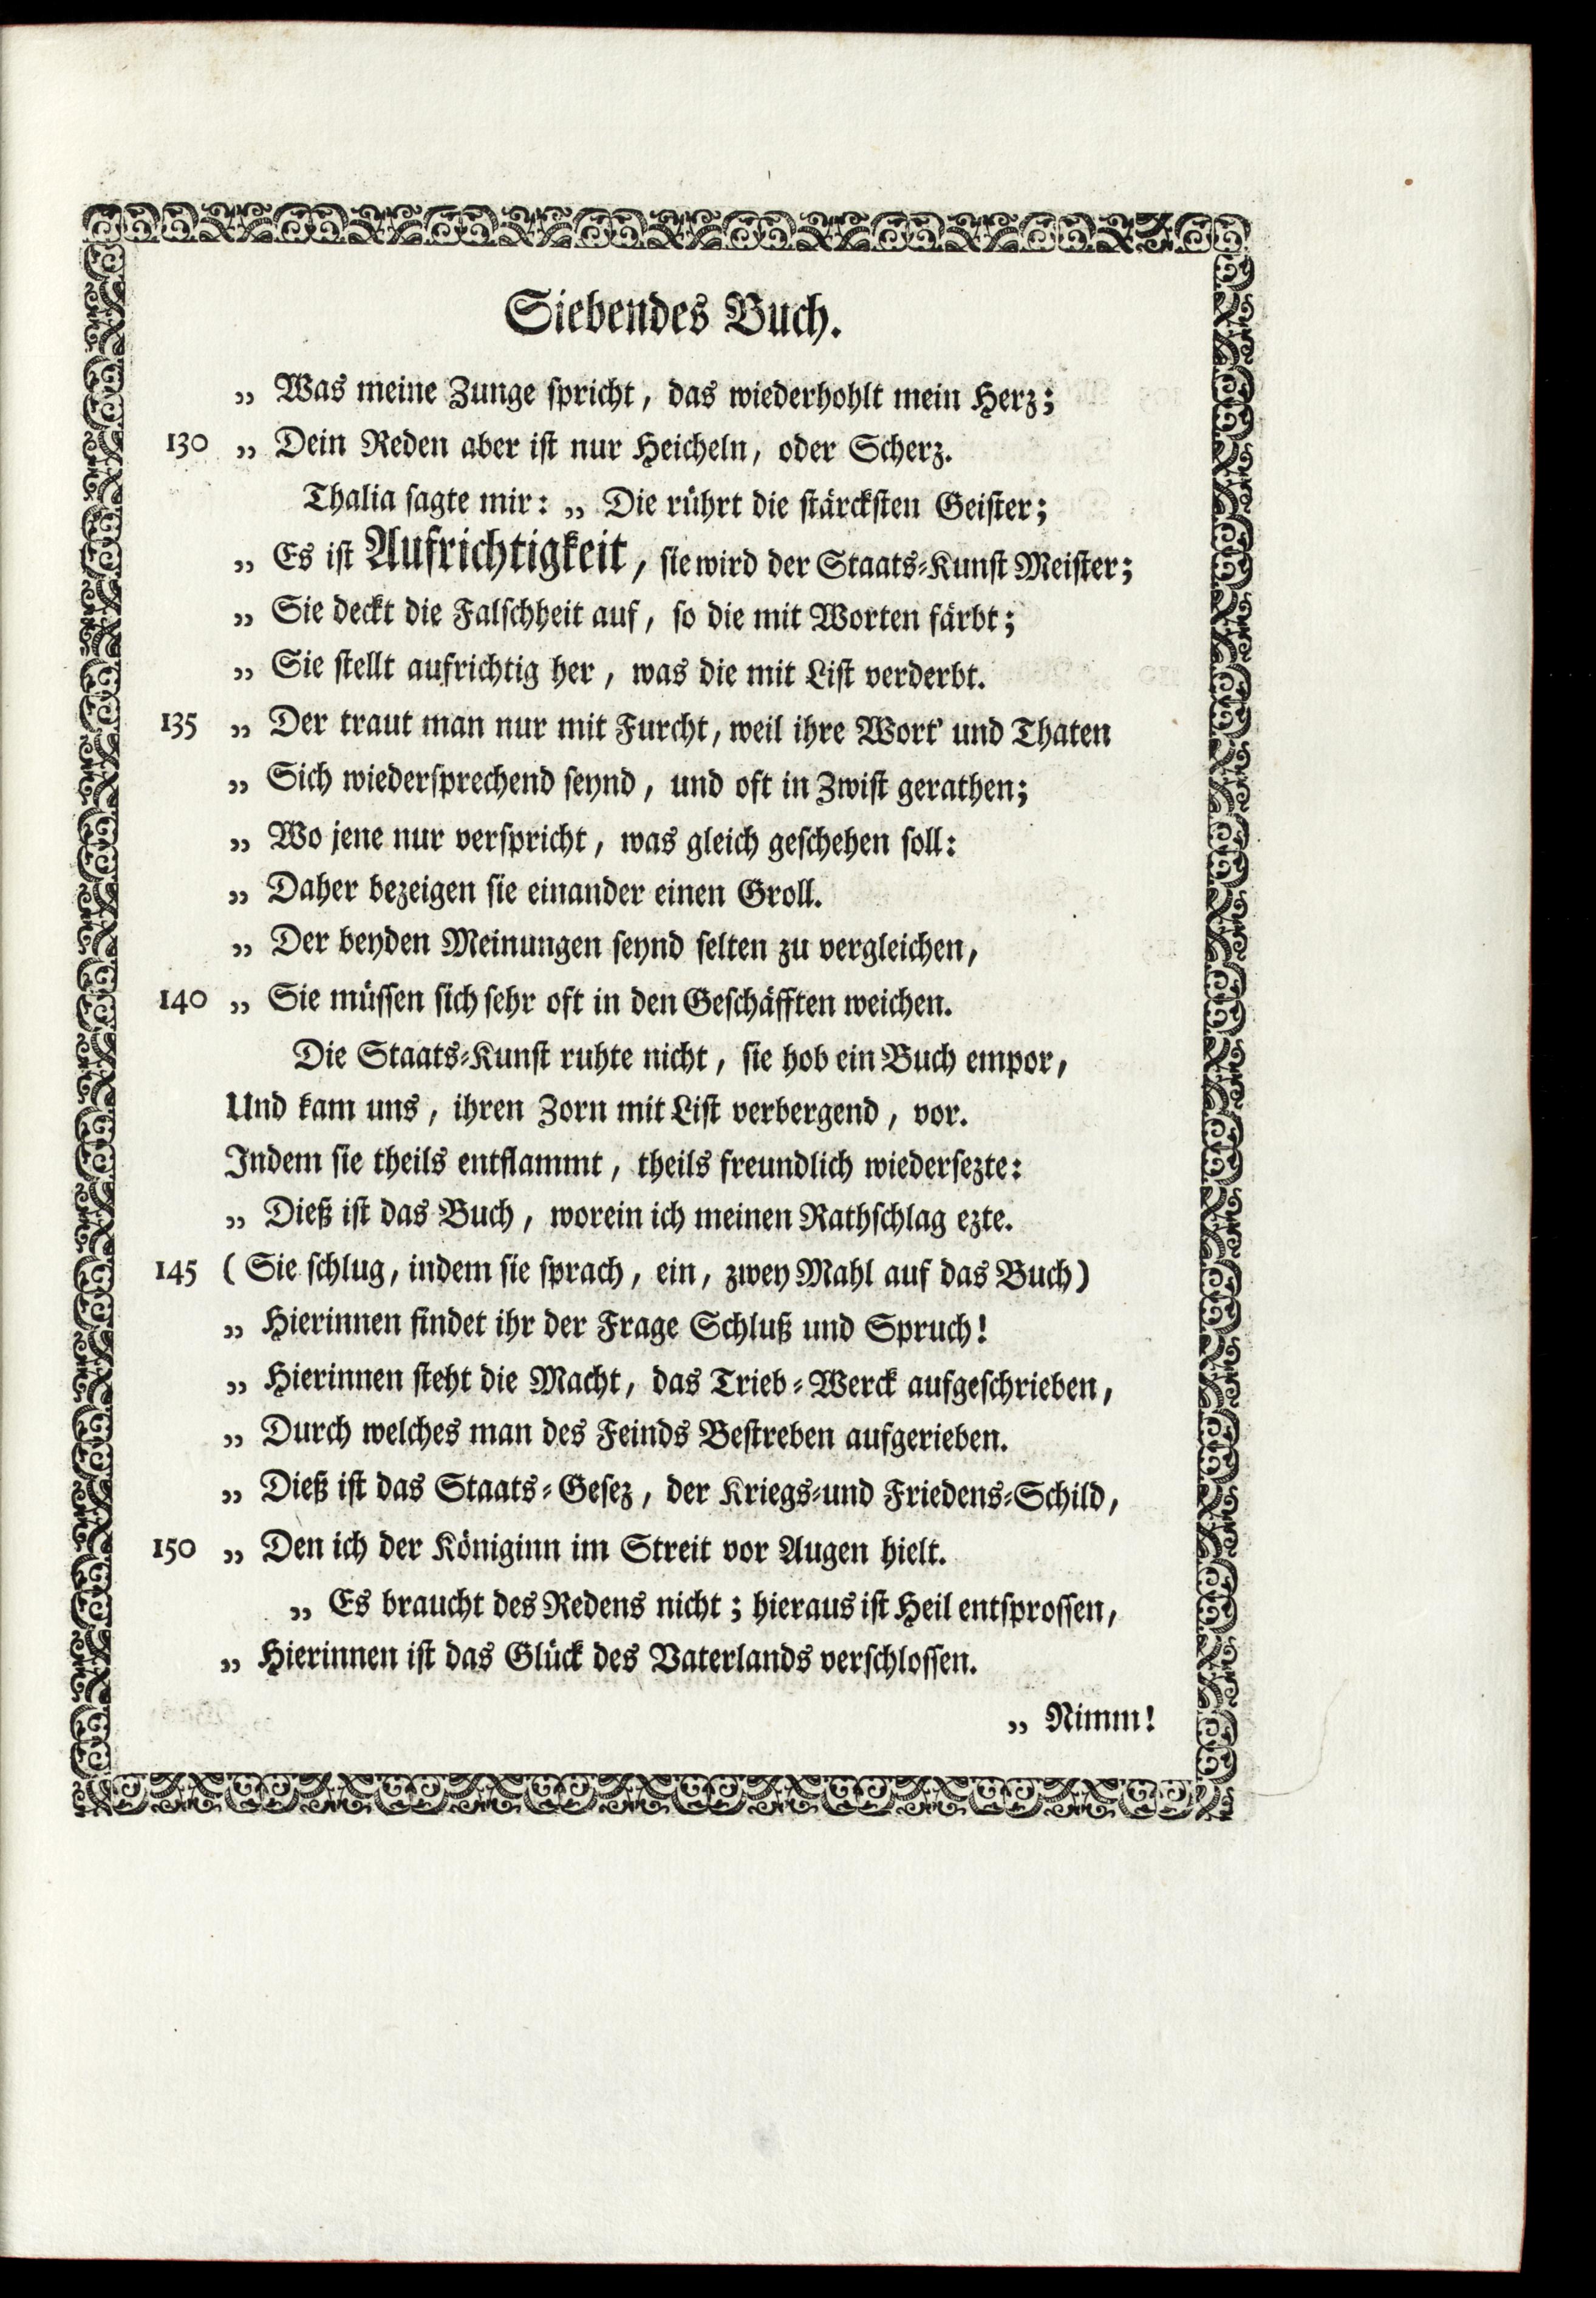 Siebendes Buch.
„ Was meine Zunge spricht, das wiederhohlt mein Herz;
130 „ Dein Reden aber ist nur Heicheln, oder Scherz.
Thalia sagte mir: „ Die rührt die stärcksten Geister;
„ Es ist Aufrichtigkeit, sie wird der Staats-Kunst Meister;
„ Sie deckt die Falschheit auf, so die mit Worten färbt;
„ Sie stellt aufrichtig her, was die mit List verderbt.
135 „ Der traut man nur mit Furcht, weil ihre Wort' und Thaten
„ Sich wiedersprechend seynd, und oft in Zwist gerathen;
„ Wo jene nur verspricht, was gleich geschehen soll:
„ Daher bezeigen sie einander einen Groll.
„ Der beyden Meinungen seynd selten zu vergleichen,
140 „ Sie müssen sich sehr oft in den Geschäfften weichen.
Die Staats-Kunst ruhte nicht, sie hob ein Buch empor,
Und kam uns, ihren Zorn mit List verbergend, vor.
Indem sie theils entflammt, theils freundlich wiedersezte:
„ Dieß ist das Buch, worein ich meinen Rathschlag ezte.
145 (Sie schlug, indem sie sprach, ein, zwey Mahl auf das Buch)
„ Hierinnen findet ihr der Frage Schluß und Spruch!
„ Hierinnen steht die Macht, das Trieb-Werck aufgeschrieben,
„ Durch welches man des Feinds Bestreben aufgerieben.
„ Dieß ist das Staats-Gesez, der Kriegs-und Friedens-Schild,
150 „ Den ich der Königinn im Streit vor Augen hielt.
„ Es braucht des Redens nicht; hieraus ist Heil entsprossen,
„ Hierinnen ist das Glück des Vaterlands verschlossen.
„ Nimm!